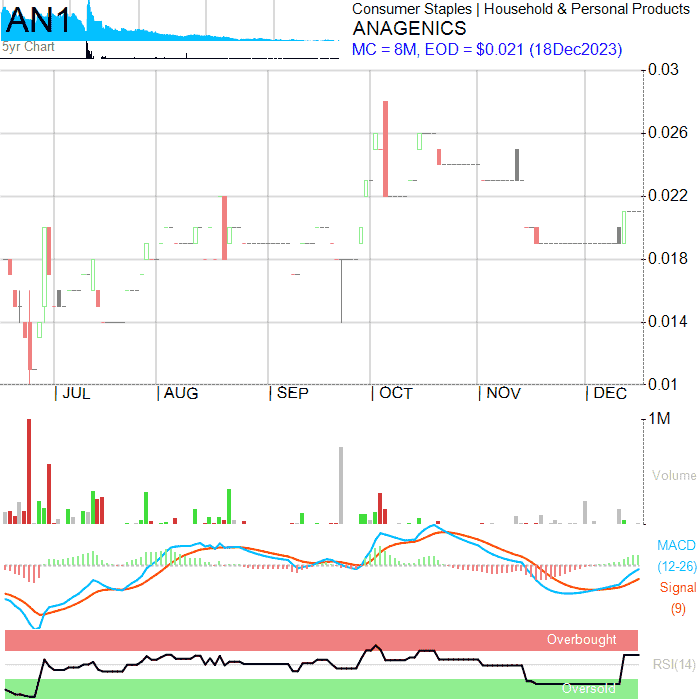 AN1
5yr Chart
Consumer Staples | Household & Personal Products
ANAGENICS
MC = 8M, EOD = $0.021 (18Dec2023)
0.03
0.026
0.022
0.018
0.014
0.01
| JUL | AUG | SEP | OCT | NOV | DEC
1M
Volume
MACD
(12-26)
Signal
(9)
Overbought
RSI(14)
Oversold